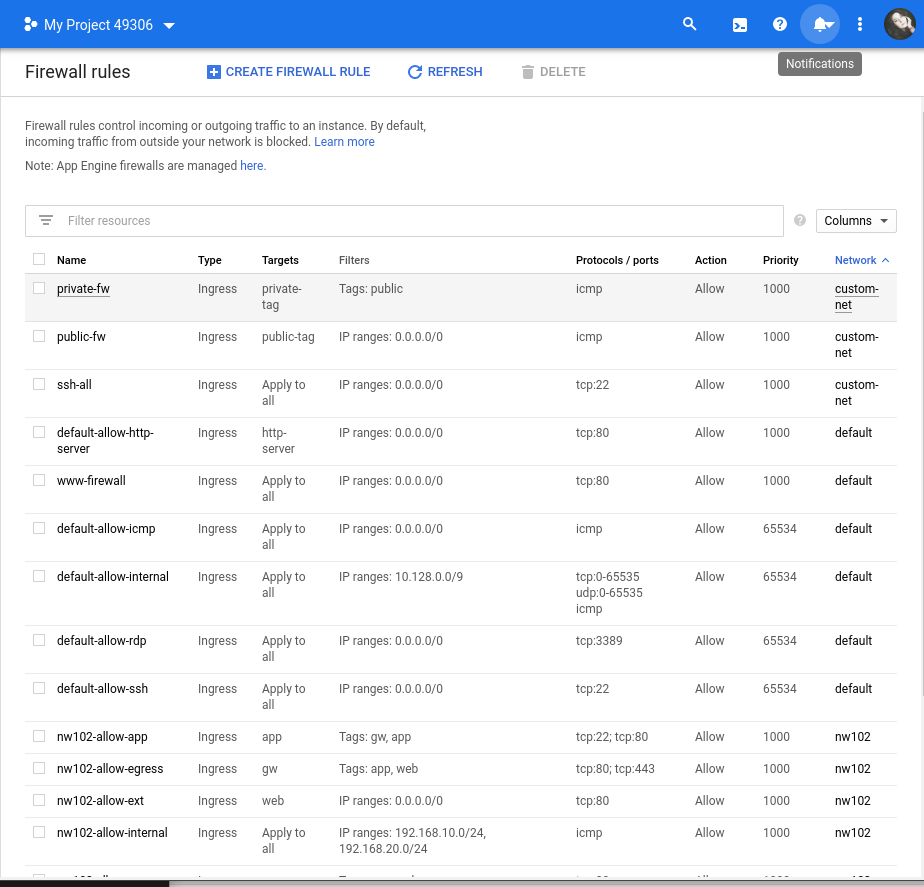 My Project 49306
Notifications
Firewall rules CREATE FIREWALL RULE REFRESH DELETE
Firewall rules control incoming or outgoing traffic to an instance. By default,
incoming traffic from outside your network is blocked. Learn more
Note: App Engine firewalls are managed here.
Filter resources Columns
Name Type Targets Filters Protocols / ports Action Priority Network
private-fw Ingress private- Tags: public icmp Allow 1000 custom-
tag net
public-fw Ingress public-tag IP ranges: 0.0.0.0/0 icmp Allow 1000 custom-
net
ssh-all Ingress Apply to IP ranges: 0.0.0.0/0 tcp:22 Allow 1000 custom-
all net
default-allow-http- Ingress http- IP ranges: 0.0.0.0/0 tcp:80 Allow 1000 default
server server
www-firewall Ingress Apply to IP ranges: 0.0.0.0/0 tcp:80 Allow 1000 default
all
default-allow-icmp Ingress Apply to IP ranges: 0.0.0.0/0 icmp Allow 65534 default
all
default-allow-internal Ingress Apply to IP ranges: 10.128.0.0/9 tcp:0-65535 Allow 65534 default
all udp:0-65535
icmp
default-allow-rdp Ingress Apply to IP ranges: 0.0.0.0/0 tcp:3389 Allow 65534 default
all
default-allow-ssh Ingress Apply to IP ranges: 0.0.0.0/0 tcp:22 Allow 65534 default
all
nw102-allow-app Ingress app Tags: gw, app tcp:22; tcp:80 Allow 1000 nw102
nw102-allow-egress Ingress gw Tags: app, web tcp:80; tcp:443 Allow 1000 nw102
nw102-allow-ext Ingress web IP ranges: 0.0.0.0/0 tcp:80 Allow 1000 nw102
nw102-allow-internal Ingress Apply to IP ranges: 192.168.10.0/24, icmp Allow 1000 nw102
all 192.168.20.0/24